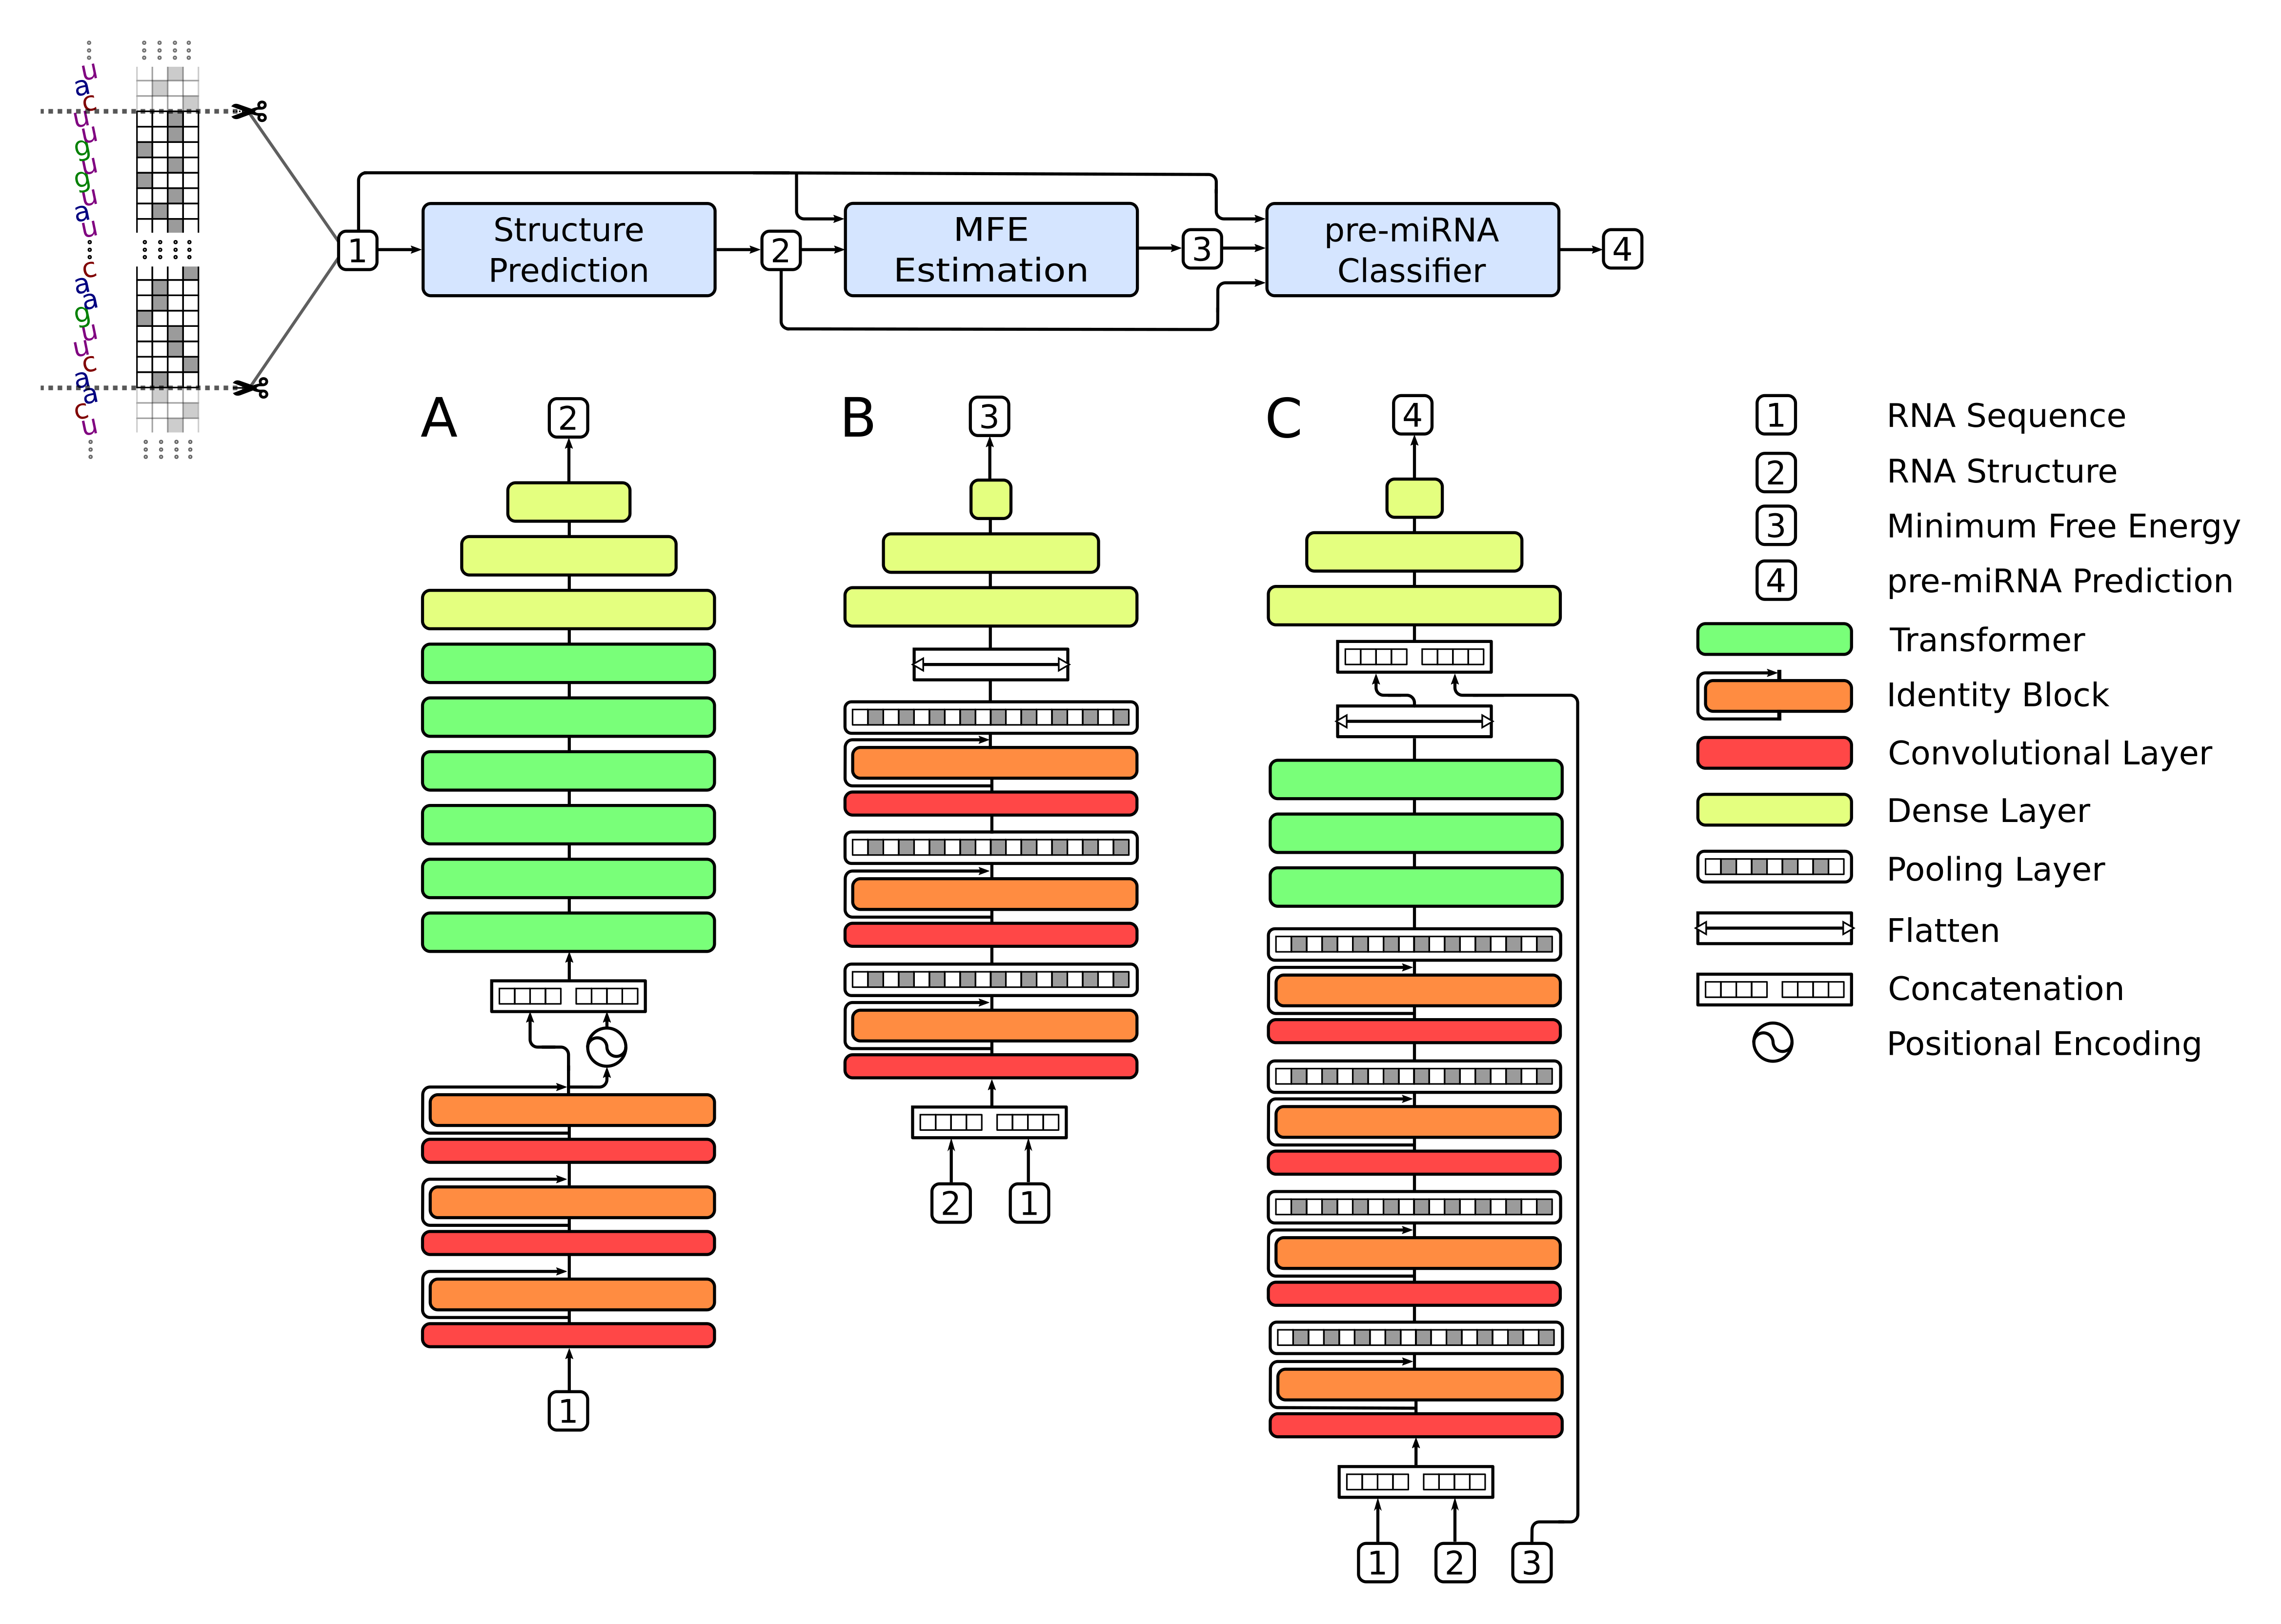 u
a
c
u
u
g
u
g
u
a
u
c
a
a
g
u
u
c
a
a
c
u
1
Structure
Prediction
2
MFE
Estimation
3
pre-miRNA
Classifier
4
A
2
1
B
3
2
1
C
4
1
2
3
1 RNA Sequence
2 RNA Structure
3 Minimum Free Energy
4 pre-miRNA Prediction
Transformer
Identity Block
Convolutional Layer
Dense Layer
Pooling Layer
Flatten
Concatenation
Positional Encoding